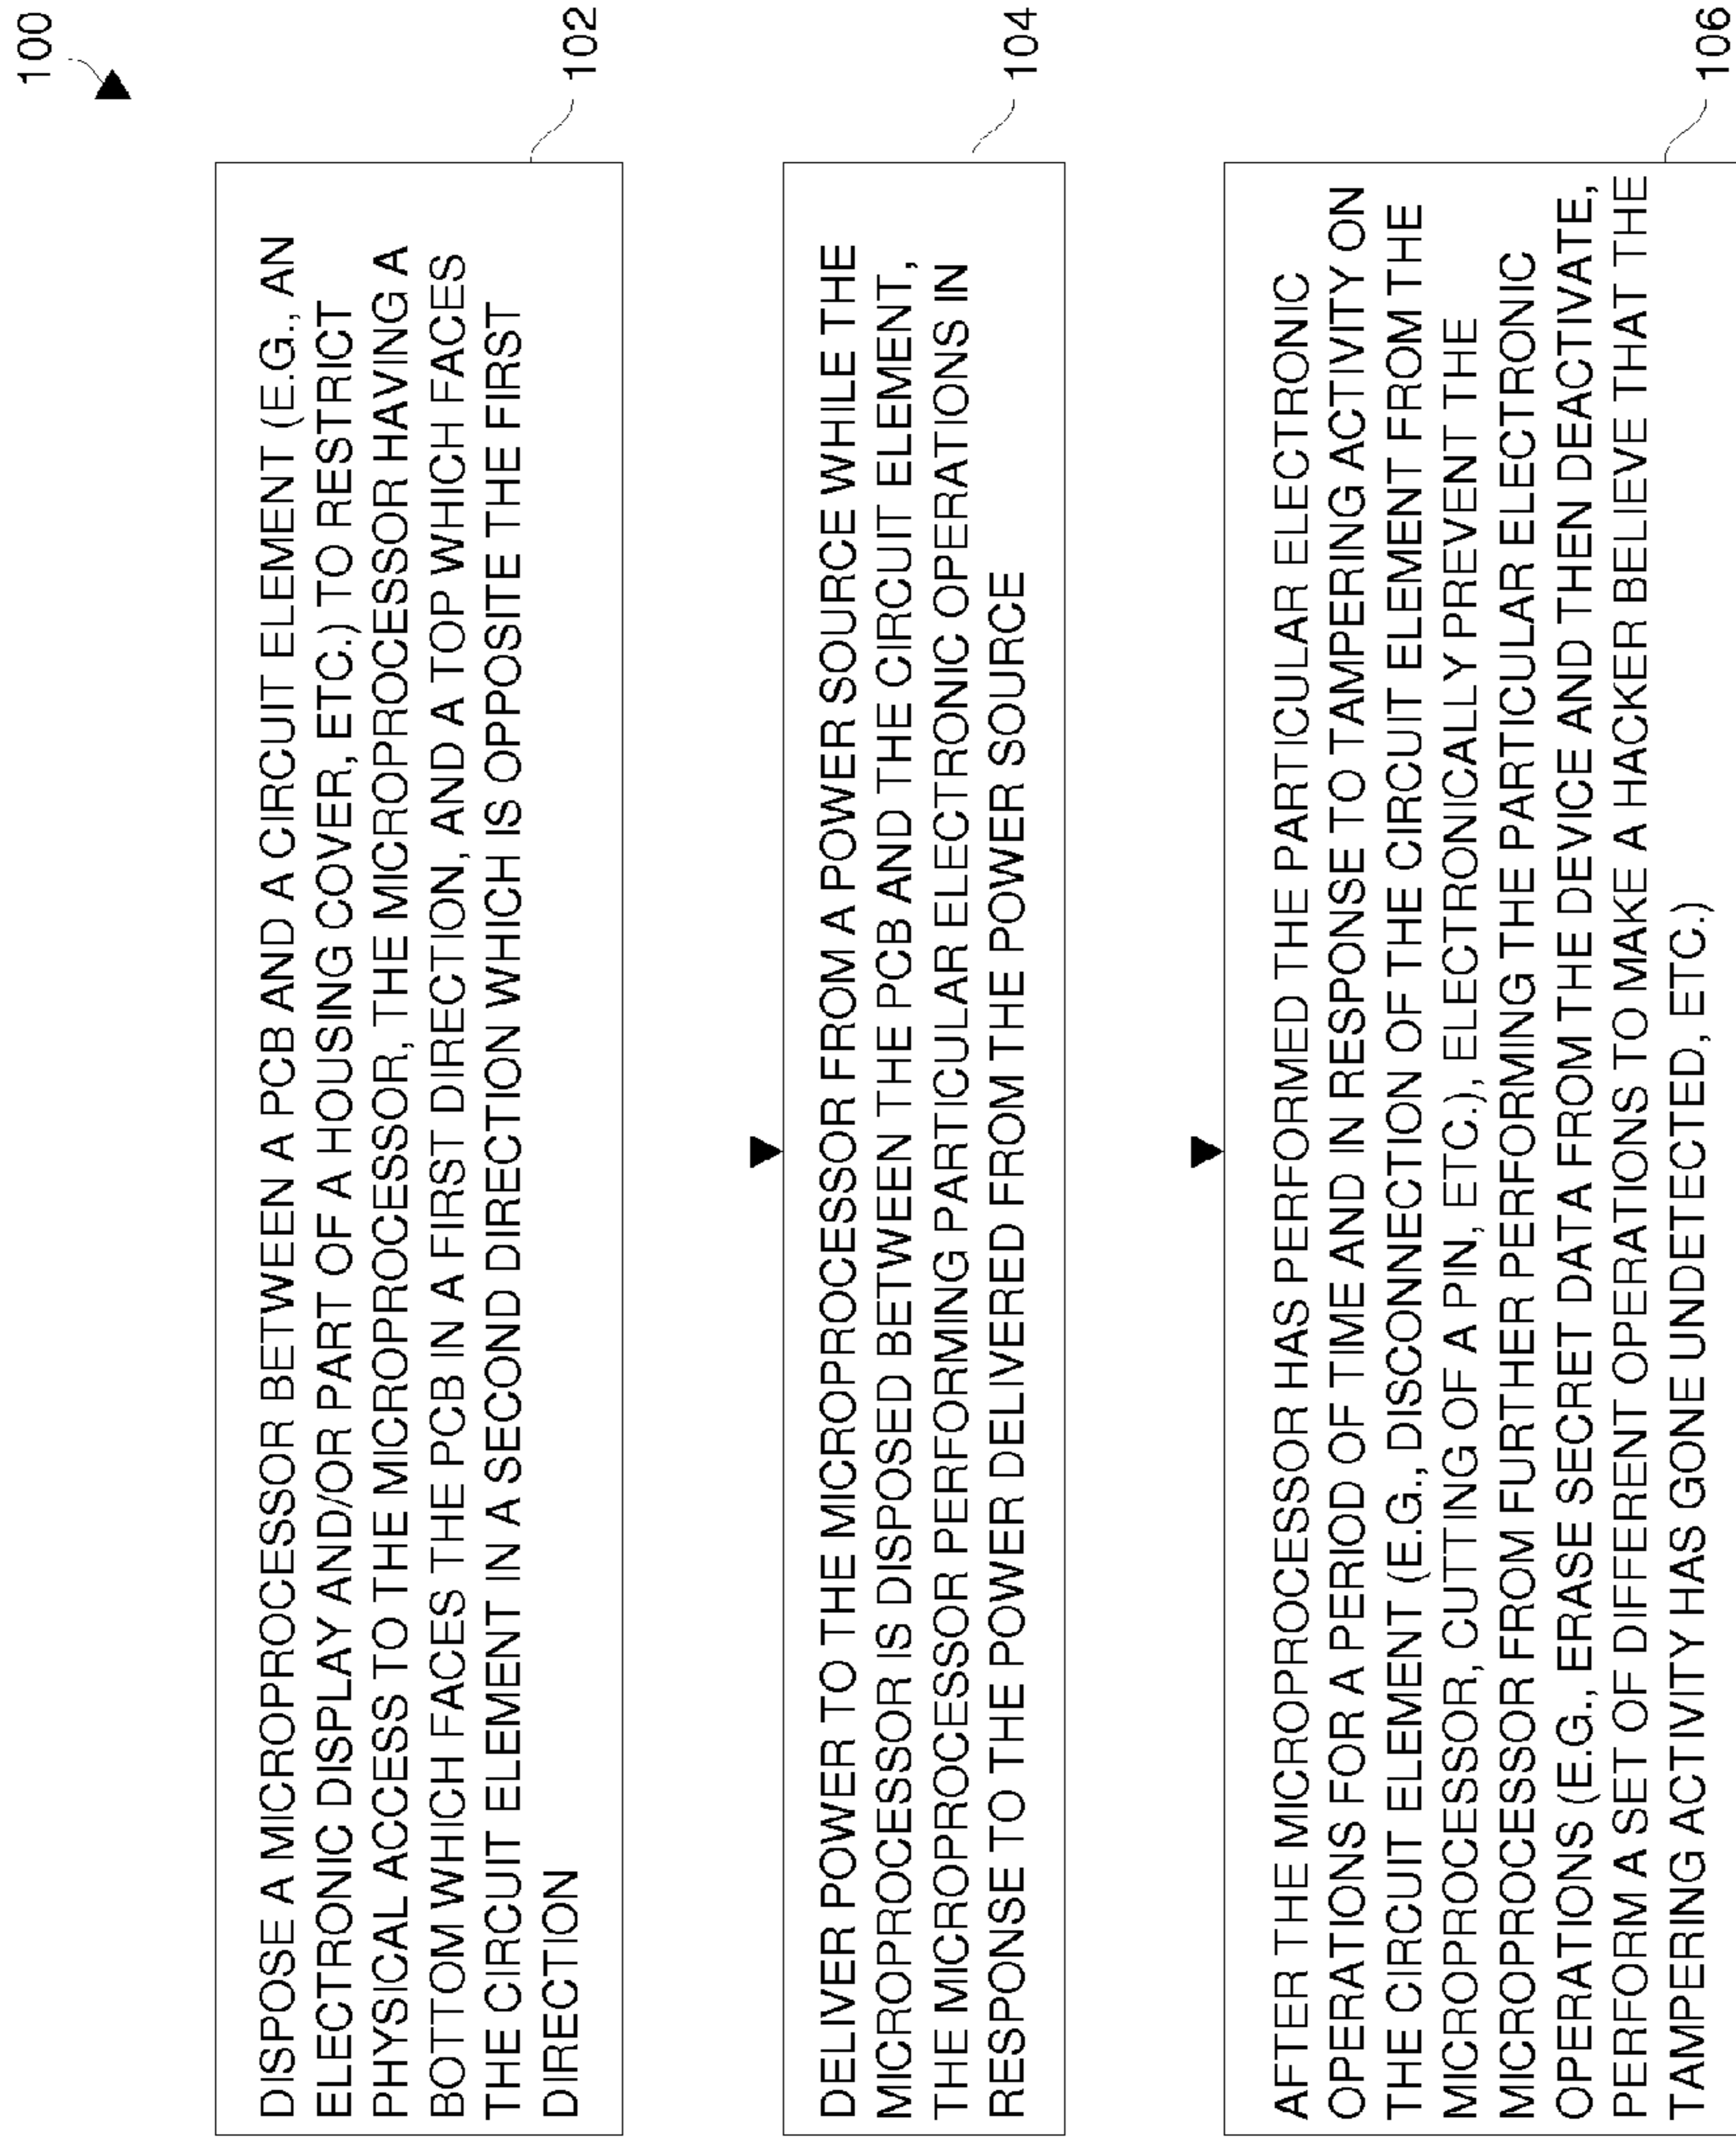 100
DISPOSE A MICROPROCESSOR BETWEEN A PCB AND A CIRCUIT ELEMENT (E.G., AN
ELECTRONIC DISPLAY AND/OR PART OF A HOUSING COVER, ETC.) TO RESTRICT
PHYSICAL ACCESS TO THE MICROPROCESSOR, THE MICROPROCESSOR HAVING A
BOTTOM WHICH FACES THE PCB IN A FIRST DIRECTION, AND A TOP WHICH FACES
THE CIRCUIT ELEMENT IN A SECOND DIRECTION WHICH IS OPPOSITE THE FIRST
DIRECTION
102
DELIVER POWER TO THE MICROPROCESSOR FROM A POWER SOURCE WHILE THE
MICROPROCESSOR IS DISPOSED BETWEEN THE PCB AND THE CIRCUIT ELEMENT,
THE MICROPROCESSOR PERFORMING PARTICULAR ELECTRONIC OPERATIONS IN
RESPONSE TO THE POWER DELIVERED FROM THE POWER SOURCE
104
AFTER THE MICROPROCESSOR HAS PERFORMED THE PARTICULAR ELECTRONIC
OPERATIONS FOR A PERIOD OF TIME AND IN RESPONSE TO TAMPERING ACTIVITY ON
THE CIRCUIT ELEMENT (E.G., DISCONNECTION OF THE CIRCUIT ELEMENT FROM THE
MICROPROCESSOR, CUTTING OF A PIN, ETC.), ELECTRONICALLY PREVENT THE
MICROPROCESSOR FROM FURTHER PERFORMING THE PARTICULAR ELECTRONIC
OPERATIONS (E.G., ERASE SECRET DATA FROM THE DEVICE AND THEN DEACTIVATE,
PERFORM A SET OF DIFFERENT OPERATIONS TO MAKE A HACKER BELIEVE THAT THE
TAMPERING ACTIVITY HAS GONE UNDETECTED, ETC.)
106